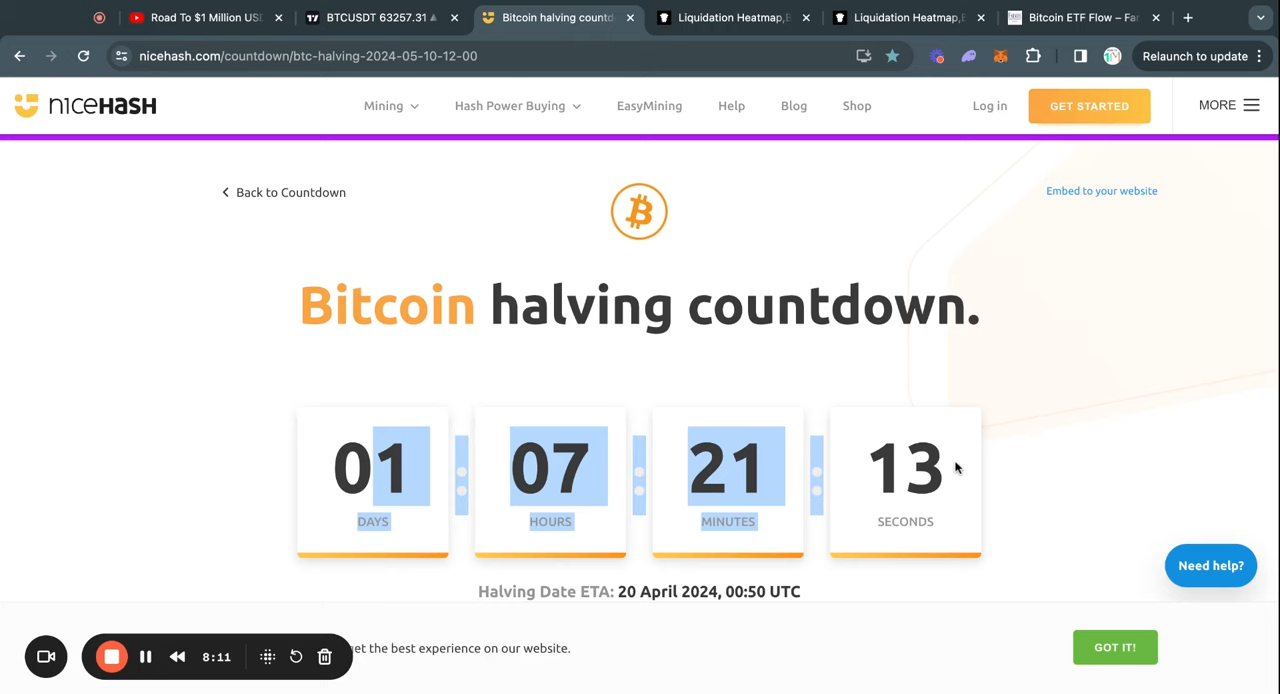 Road To $1 Million USD
BTCUSDT 63257.31
Bitcoin halving countd
Liquidation Heatmap,B
Liquidation Heatmap,B
Bitcoin ETF Flow – Far
nicehash.com/countdown/btc-halving-2024-05-10-12-00
Relaunch to update
NICEHASH
Mining
Hash Power Buying
EasyMining
Help
Blog
Shop
Log in
GET STARTED
MORE
Back to Countdown
Embed to your website
Bitcoin halving countdown.
01 : 07 : 21 : 13
DAYS HOURS MINUTES SECONDS
Halving Date ETA: 20 April 2024, 00:50 UTC
Need help?
get the best experience on our website.
GOT IT!
8:11